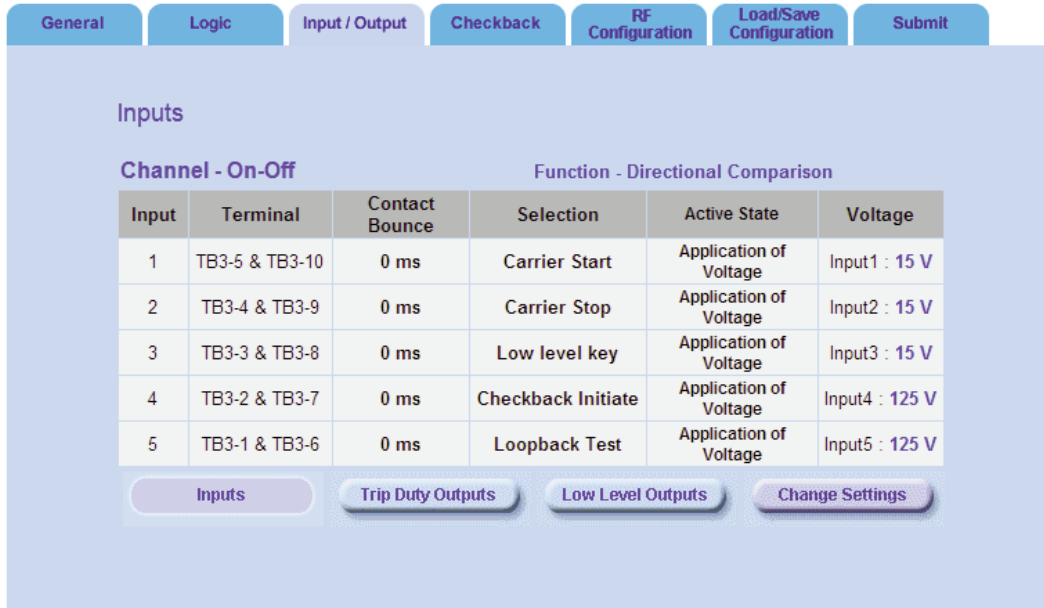 General Logic Input / Output Checkback RF Configuration Load/Save Configuration Submit
Inputs
Channel - On-Off Function - Directional Comparison
Input Terminal Contact Bounce Selection Active State Voltage
1 TB3-5 & TB3-10 0 ms Carrier Start Application of Voltage Input1 : 15 V
2 TB3-4 & TB3-9 0 ms Carrier Stop Application of Voltage Input2 : 15 V
3 TB3-3 & TB3-8 0 ms Low level key Application of Voltage Input3 : 15 V
4 TB3-2 & TB3-7 0 ms Checkback Initiate Application of Voltage Input4 : 125 V
5 TB3-1 & TB3-6 0 ms Loopback Test Application of Voltage Input5 : 125 V
Inputs Trip Duty Outputs Low Level Outputs Change Settings